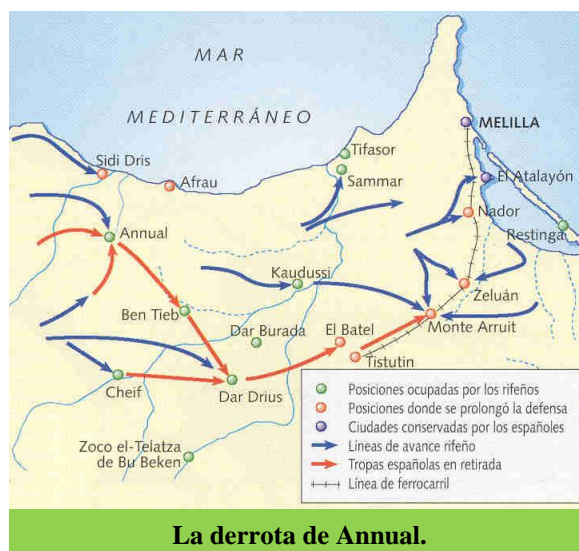 MAR
MEDITERRÁNEO
MELILLA
Tifasor
Sidi Dris
Afrau
Sammar
El Atalayón
Nador
Annual
Restinga
Kaudussi
Zeluán
Ben Tieb
Monte Arruit
Dar Burada
El Batel
Tistutin
Cheif
Dar Drius
Zoco el-Telatza
de Bu Beken
Posiciones ocupadas por los rifeños
Posiciones donde se prolongó la defensa
Ciudades conservadas por los españoles
Líneas de avance rifeño
Tropas españolas en retirada
Línea de ferrocarril
La derrota de Annual.